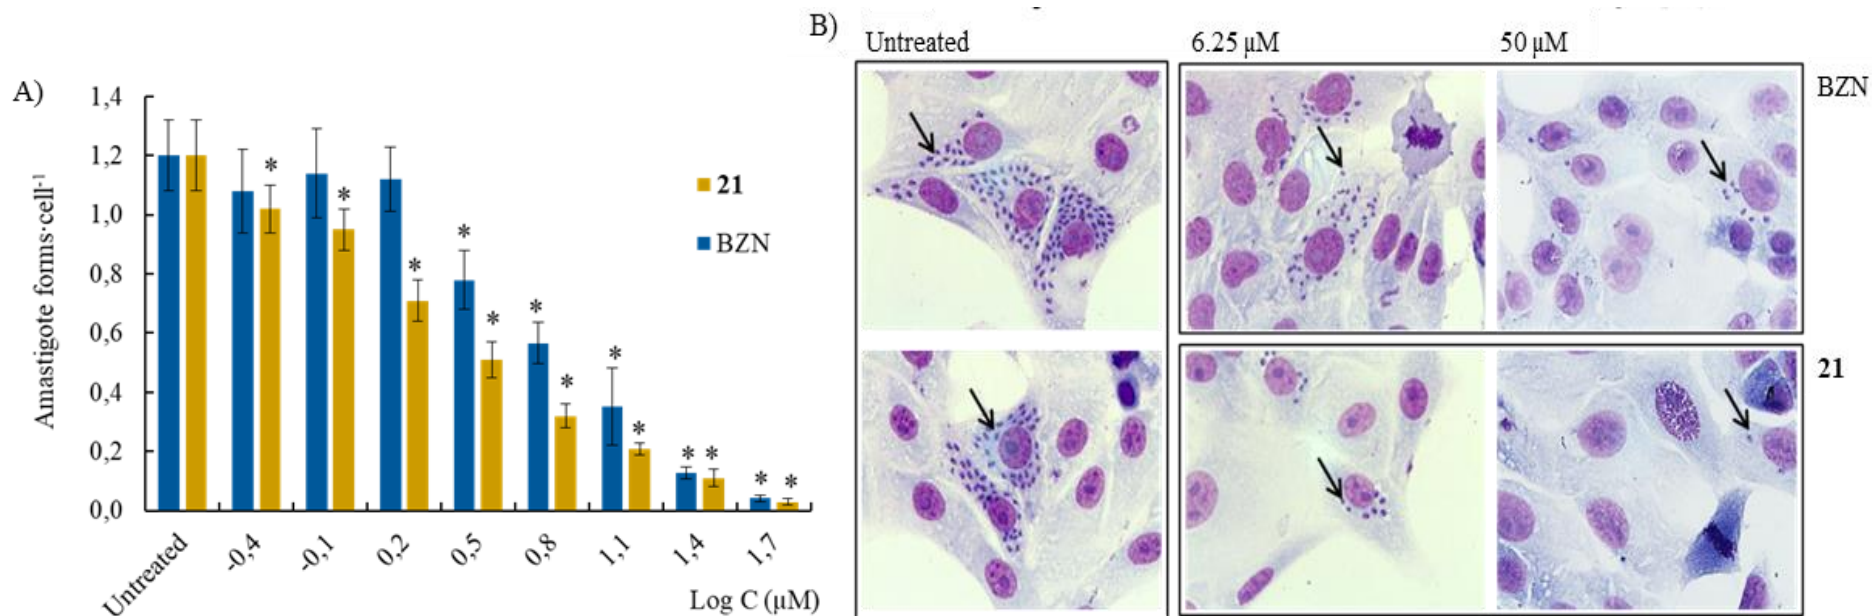 A)
1,4
1,2
1,0
0,8
0,6
0,4
0,2
0,0
Amastigote forms·cell⁻¹
* * * * * * * * * * * * *
21
BZN
Untreated -0,4 -0,1 0,2 0,5 0,8 1,1 1,4 1,7
Log C (μM)
B)
Untreated 6.25 μM 50 μM
BZN
21